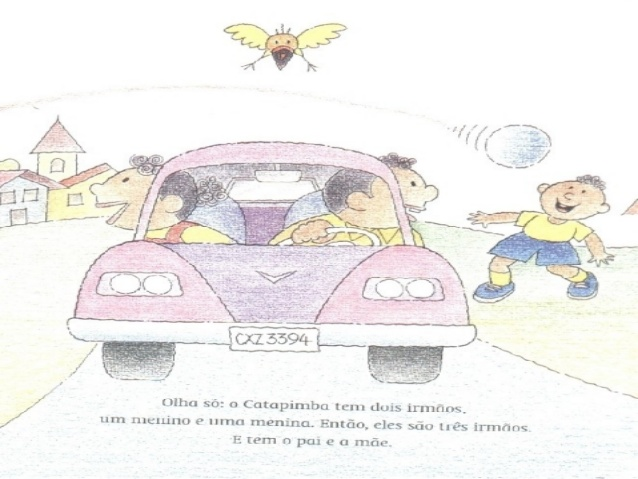 CXZ 3394
Olha só: o Catapimba tem dois irmãos,
um menino e uma menina. Então, eles são três irmãos.
E tem o pai e a mãe.